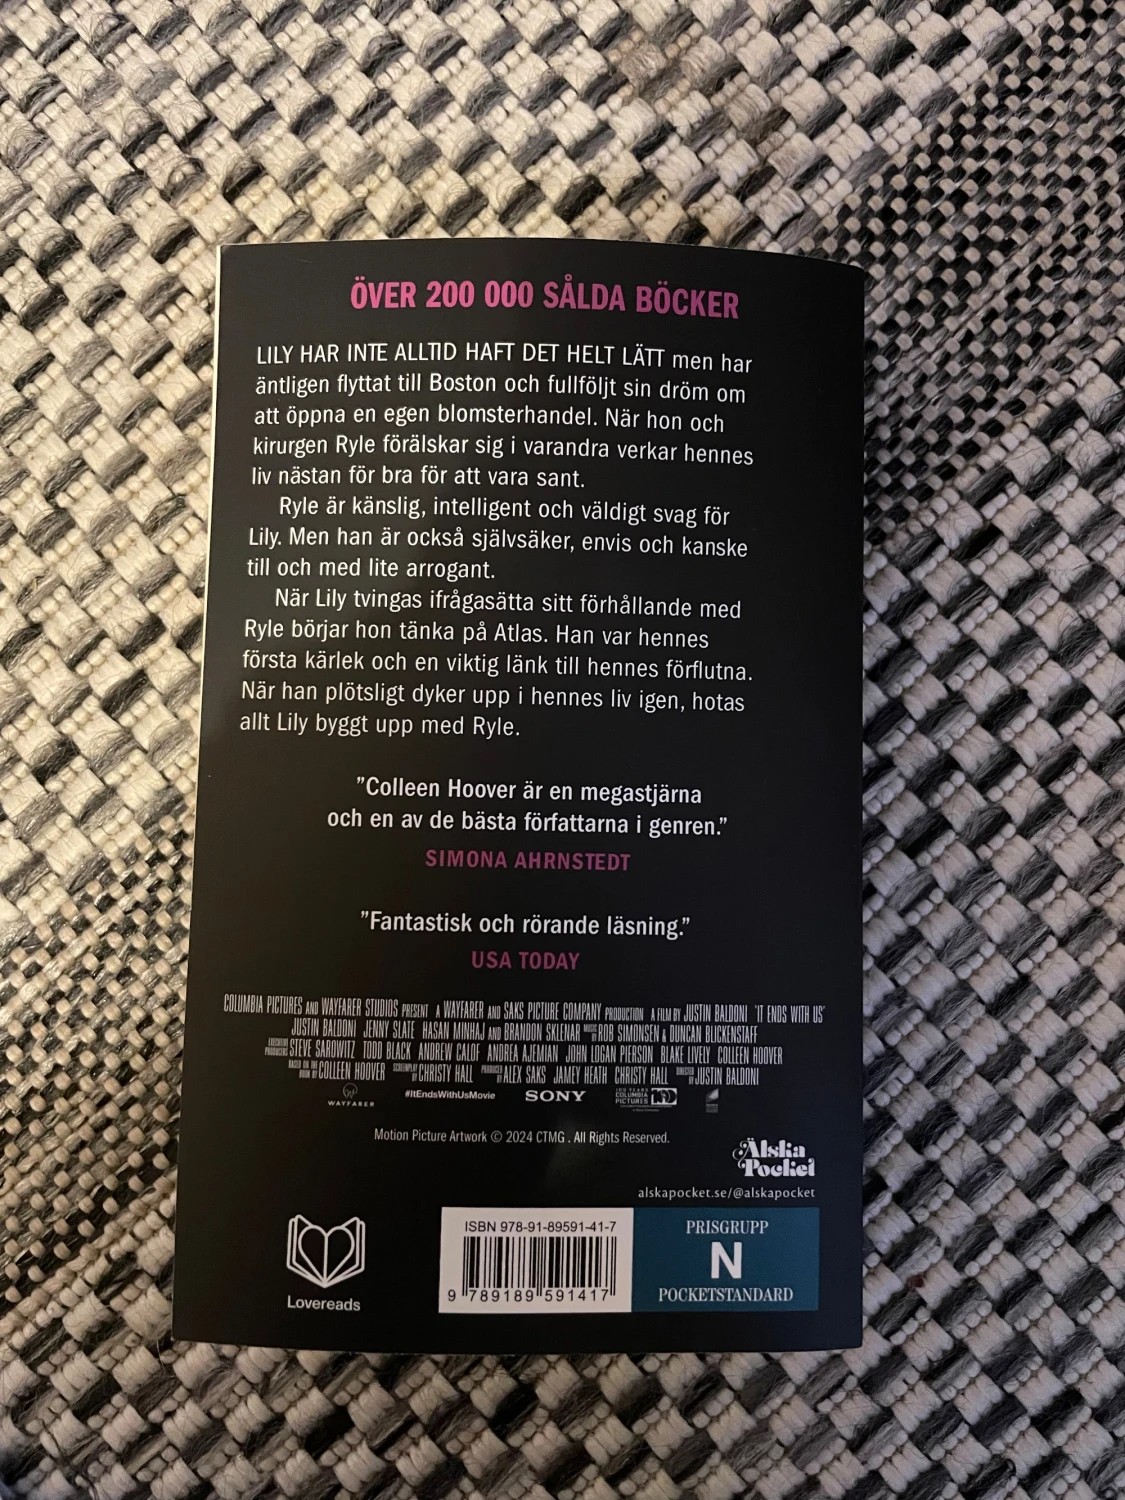 ÖVER 200 000 SÅLDA BÖCKER
LILY HAR INTE ALLTID HAFT DET HELT LÄTT men har
äntligen flyttat till Boston och fullföljt sin dröm om
att öppna en egen blomsterhandel. När hon och
kirurgen Ryle förälskar sig i varandra verkar hennes
liv nästan för bra för att vara sant.
Ryle är känslig, intelligent och väldigt svag för
Lily. Men han är också självsäker, envis och kanske
till och med lite arrogant.
När Lily tvingas ifrågasätta sitt förhållande med
Ryle börjar hon tänka på Atlas. Han var hennes
första kärlek och en viktig länk till hennes förflutna.
När han plötsligt dyker upp i hennes liv igen, hotas
allt Lily byggt upp med Ryle.
”Colleen Hoover är en megastjärna
och en av de bästa författarna i genren.”
SIMONA AHRNSTEDT
”Fantastisk och rörande läsning.”
USA TODAY
COLUMBIA PICTURES AND WAYFARER STUDIOS PRESENT A WAYFARER AND SAKS PICTURE COMPANY PRODUCTION A FILM BY JUSTIN BALDONI "IT ENDS WITH US"
JUSTIN BALDONI JENNY SLATE HASAN MINHAJ AND BRANDON SKLENAR MUSIC BY ROB SIMONSEN & DUNCAN BLICKENSTAFF
EXECUTIVE PRODUCERS STEVE SAROWITZ TODD BLACK ANDREW CALOF ANDREA AJEMIAN JOHN LOGAN PIERSON BLAKE LIVELY COLLEEN HOOVER
BASED ON THE BOOK BY COLLEEN HOOVER SCREENPLAY BY CHRISTY HALL PRODUCED BY ALEX SAKS JAMEY HEATH CHRISTY HALL DIRECTED BY JUSTIN BALDONI
WAYFARER #ItEndsWithUsMovie SONY 100 YEARS COLUMBIA PICTURES
Motion Picture Artwork © 2024 CTMG . All Rights Reserved.
Älska
Pocket
alskapocket.se/@alskapocket
Lovereads
ISBN 978-91-89591-41-7
9 789189 591417
PRISGRUPP
N
POCKETSTANDARD